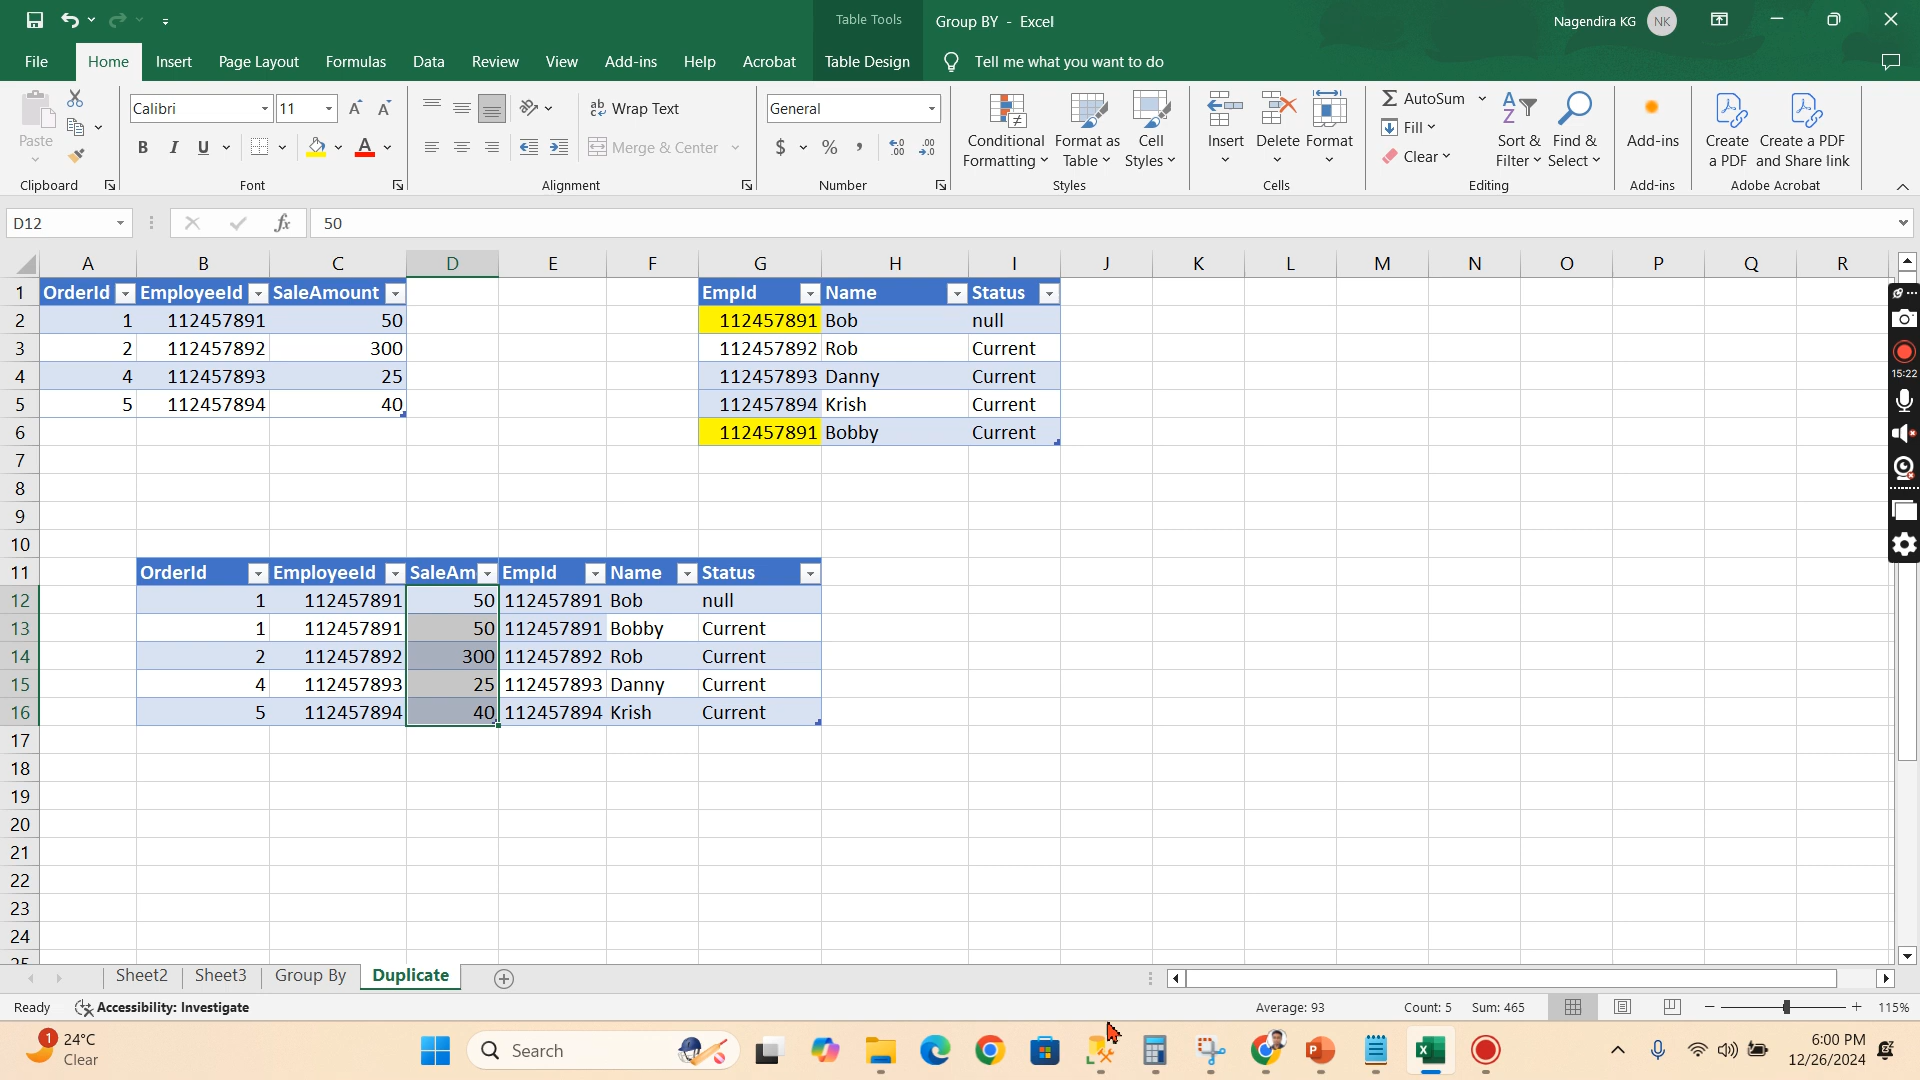 Table Tools
Group BY - Excel
Nagendira KG NK
File Home Insert Page Layout Formulas Data Review View Add-ins Help Acrobat Table Design Tell me what you want to do
Calibri 11 Wrap Text General AutoSum
Paste Conditional Format as Cell Insert Delete Format Fill Sort & Find & Add-ins Create Create a PDF
B I U A Merge & Center $ % Formatting Table Styles Clear Filter Select a PDF and Share link
Clipboard Font Alignment Number Styles Cells Editing Add-ins Adobe Acrobat
D12 fx 50
A B C D E F G H I J K L M N O P Q R
1 OrderId EmployeeId SaleAmount EmpId Name Status
2 1 112457891 50 112457891 Bob null
3 2 112457892 300 112457892 Rob Current
4 4 112457893 25 112457893 Danny Current
5 5 112457894 40 112457894 Krish Current
6 112457891 Bobby Current
7
8
9
10
11 OrderId EmployeeId SaleAm EmpId Name Status
12 1 112457891 50 112457891 Bob null
13 1 112457891 50 112457891 Bobby Current
14 2 112457892 300 112457892 Rob Current
15 4 112457893 25 112457893 Danny Current
16 5 112457894 40 112457894 Krish Current
17
18
19
20
21
22
23
24
25
15:22
Sheet2 Sheet3 Group By Duplicate
Ready Accessibility: Investigate Average: 93 Count: 5 Sum: 465 115%
1 24°C
Clear
Search
6:00 PM
12/26/2024